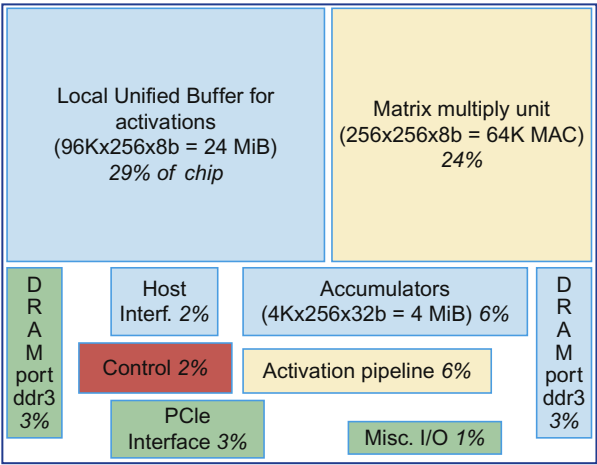 Local Unified Buffer for
activations
(96Kx256x8b = 24 MiB)
29% of chip
Matrix multiply unit
(256x256x8b = 64K MAC)
24%
D
R
A
M
port
ddr3
3%
Host
Interf. 2%
Accumulators
(4Kx256x32b = 4 MiB) 6%
D
R
A
M
port
ddr3
3%
Control 2%
Activation pipeline 6%
PCIe
Interface 3%
Misc. I/O 1%